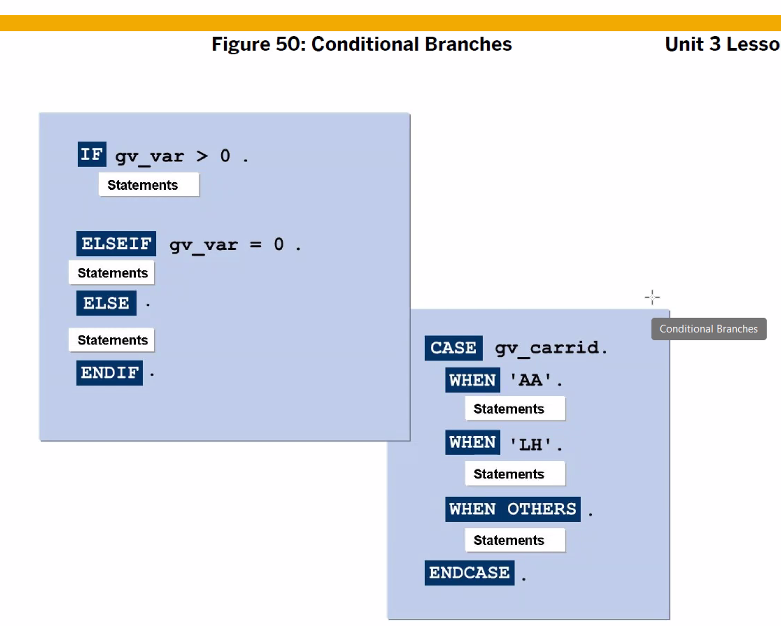 Figure 50: Conditional Branches
Unit 3 Lesso
IF gv_var > 0 .
Statements
ELSEIF gv_var = 0 .
Statements
ELSE .
Statements
ENDIF .
Conditional Branches
CASE gv_carrid.
WHEN 'AA'.
Statements
WHEN 'LH'.
Statements
WHEN OTHERS .
Statements
ENDCASE .